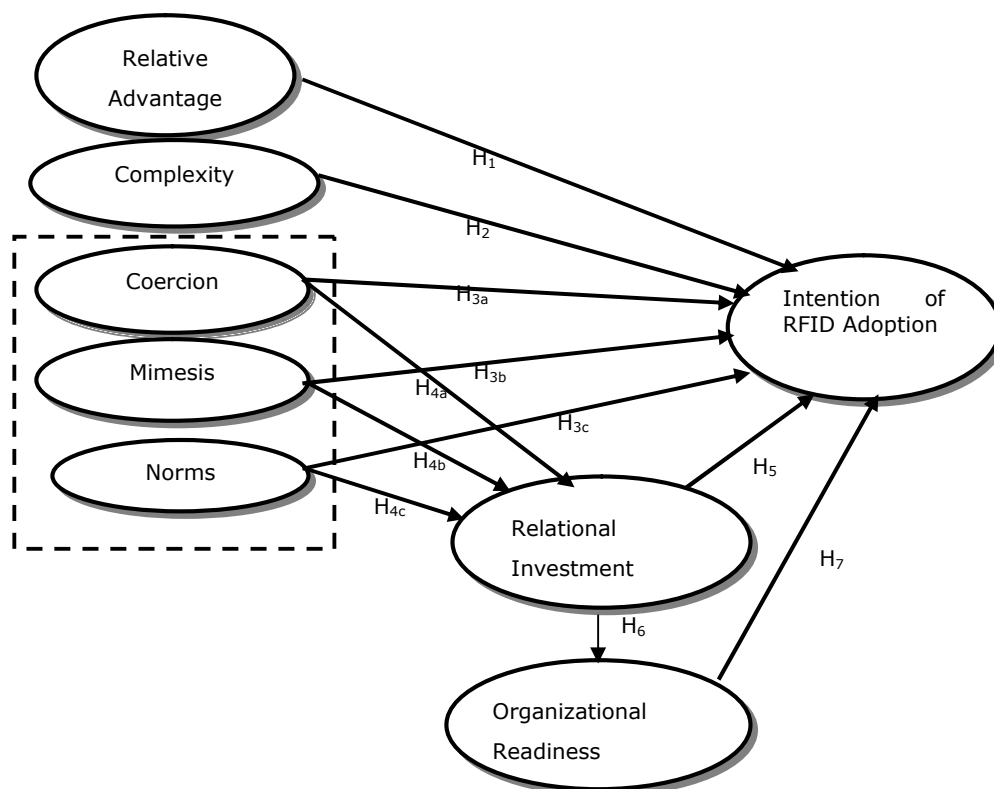 Relative
Advantage
H₁
Complexity
H₂
Coercion
H₃ₐ
Intention of
RFID Adoption
Mimesis
H₃b
H₄ₐ
H₃c
Norms
H₄b
H₅
H₄c
Relational
Investment
H₇
H₆
Organizational
Readiness